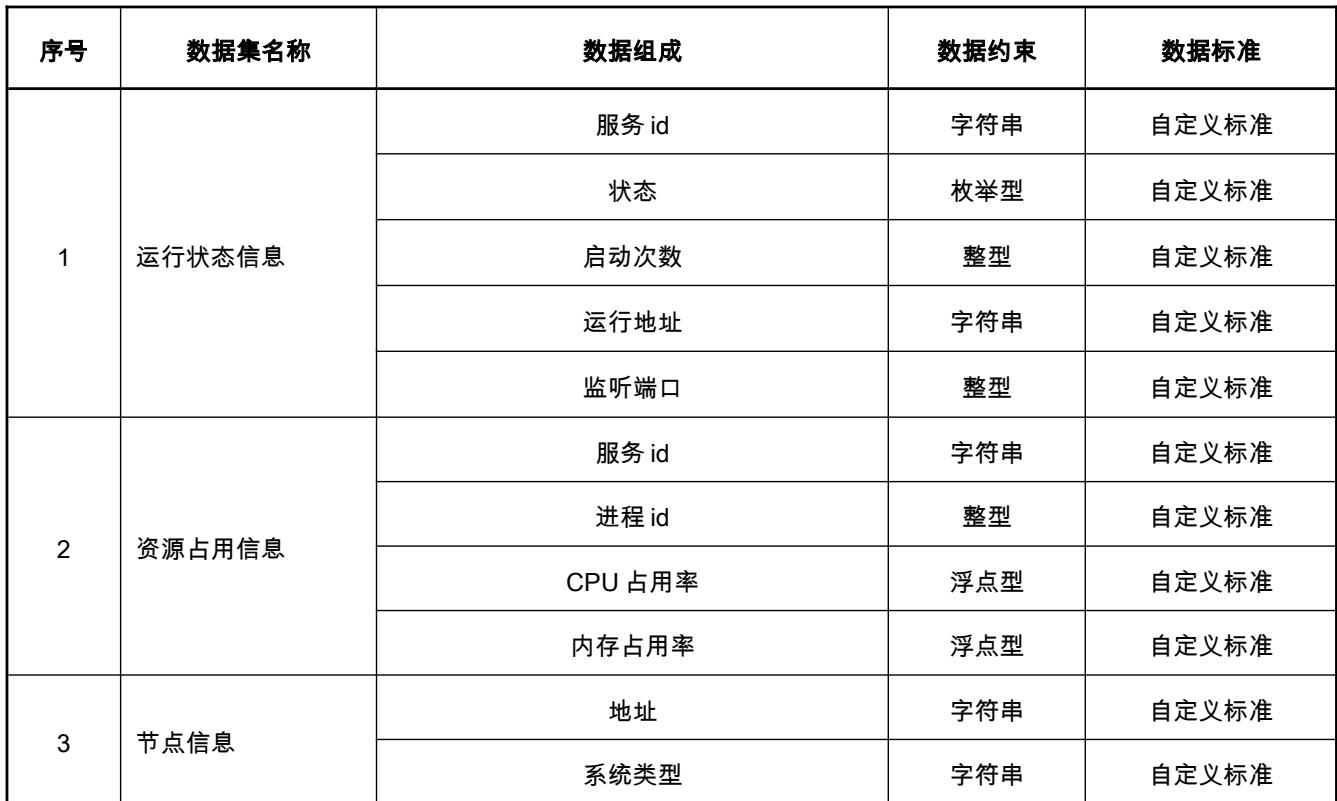 序号 数据集名称 数据组成 数据约束 数据标准
服务 id 字符串 自定义标准
状态 枚举型 自定义标准
1 运行状态信息 启动次数 整型 自定义标准
运行地址 字符串 自定义标准
监听端口 整型 自定义标准
服务 id 字符串 自定义标准
进程 id 整型 自定义标准
2 资源占用信息
CPU 占用率 浮点型 自定义标准
内存占用率 浮点型 自定义标准
地址 字符串 自定义标准
3 节点信息
系统类型 字符串 自定义标准